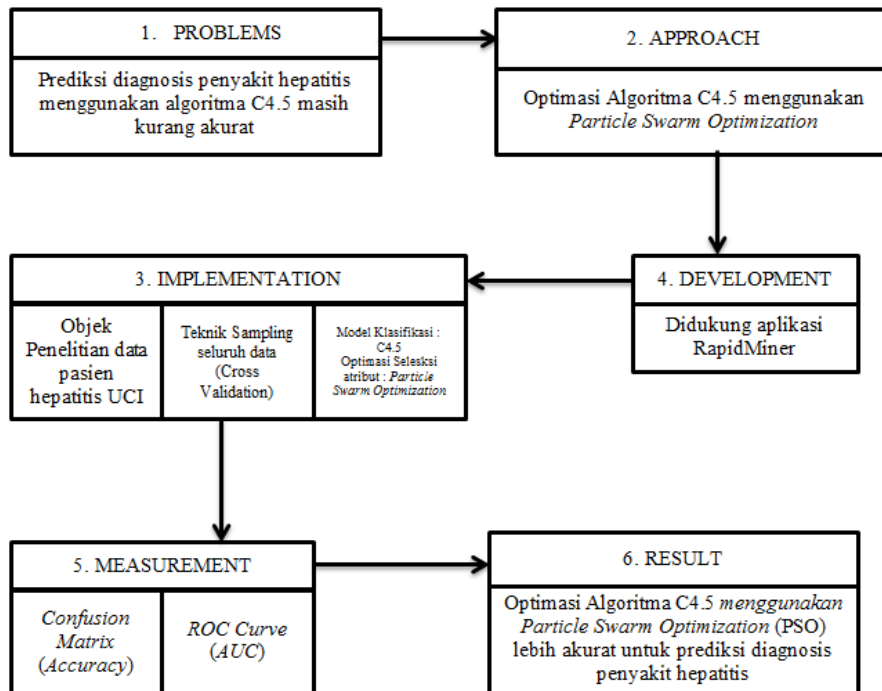 1. PROBLEMS
Prediksi diagnosis penyakit hepatitis
menggunakan algoritma C4.5 masih
kurang akurat
2. APPROACH
Optimasi Algoritma C4.5 menggunakan
Particle Swarm Optimization
3. IMPLEMENTATION
Objek
Penelitian data
pasien
hepatitis UCI
Teknik Sampling
seluruh data
(Cross
Validation)
Model Klasifikasi :
C4.5
Optimasi Selesksi
atribut : Particle
Swarm Optimization
4. DEVELOPMENT
Didukung aplikasi
RapidMiner
5. MEASUREMENT
Confusion
Matrix
(Accuracy)
ROC Curve
(AUC)
6. RESULT
Optimasi Algoritma C4.5 menggunakan
Particle Swarm Optimization (PSO)
lebih akurat untuk prediksi diagnosis
penyakit hepatitis